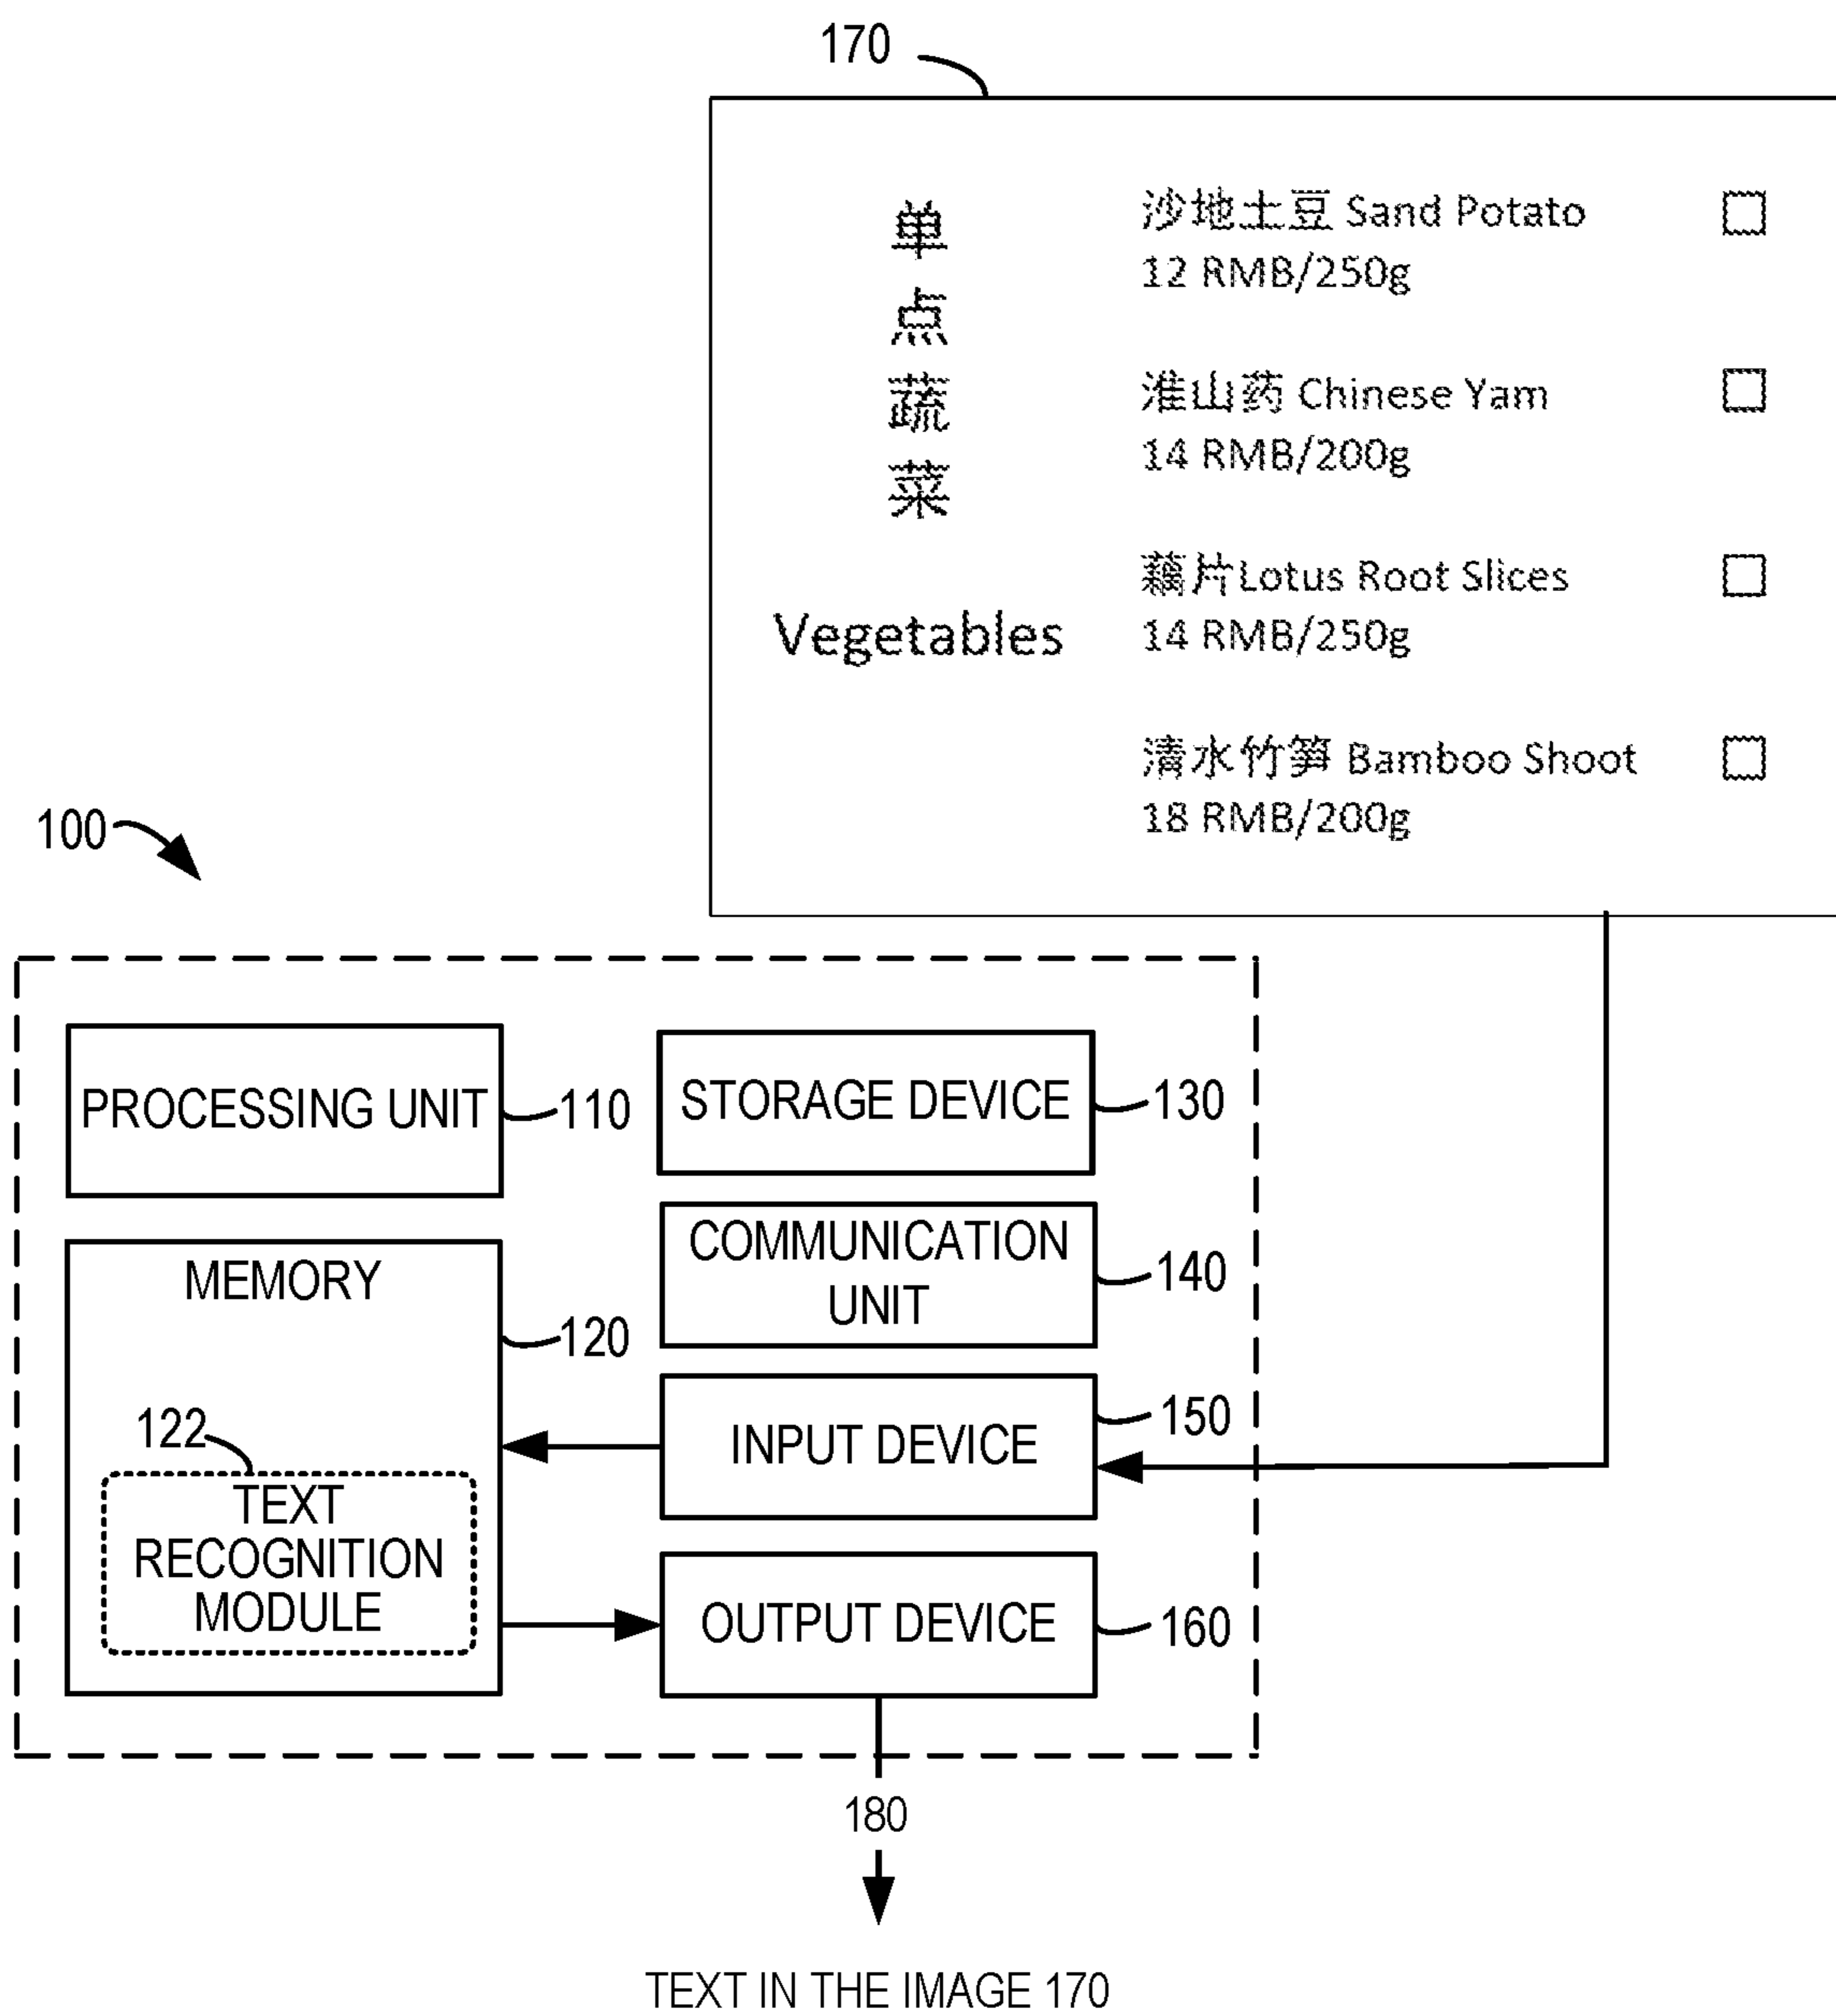 170
单
点
蔬
菜
Vegetables
沙地土豆 Sand Potato
12 RMB/250g
淮山药 Chinese Yam
14 RMB/200g
藕片Lotus Root Slices
14 RMB/250g
清水竹笋 Bamboo Shoot
18 RMB/200g
100
PROCESSING UNIT
110
STORAGE DEVICE
130
COMMUNICATION
UNIT
140
MEMORY
120
INPUT DEVICE
150
122
TEXT
RECOGNITION
MODULE
OUTPUT DEVICE
160
180
TEXT IN THE IMAGE 170